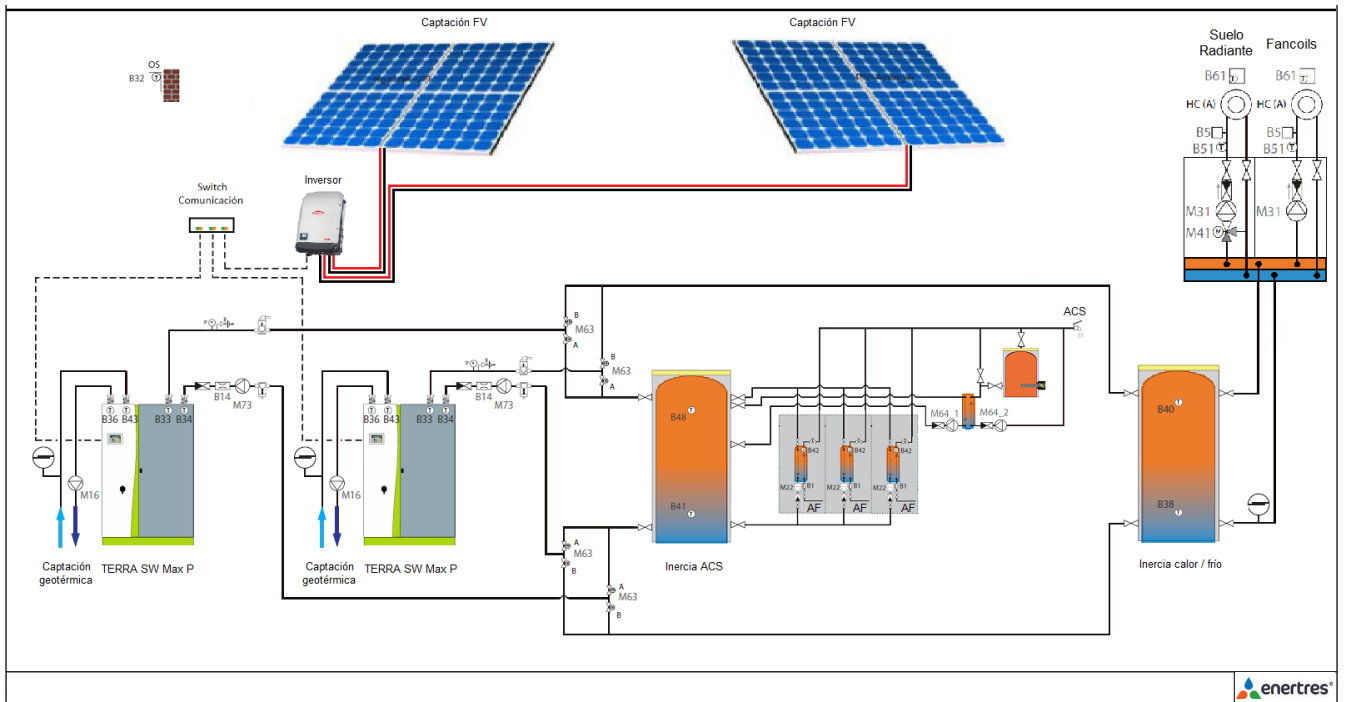 Captación FV
Captación FV
OS
B32
T
Suelo
Radiante
Fancoils
B61
B61
HC (A)
HC (A)
B5
B5
B51
T
B51
T
M31
M31
M41
M
Inversor
Switch
Comunicación
P
B
M63
A
B
M63
A
P
ACS
B36
B43
B33
B34
B14
M73
B36
B43
B33
B34
B14
M73
B48
T
B41
T
M64_1
M64_2
B42
B42
B42
M22
B1
M22
B1
M22
B1
AF
AF
AF
B40
T
B38
T
M16
M16
A
M63
B
A
M63
B
Captación
geotérmica
TERRA SW Max P
Captación
geotérmica
TERRA SW Max P
Inercia ACS
Inercia calor / frío
enertres®